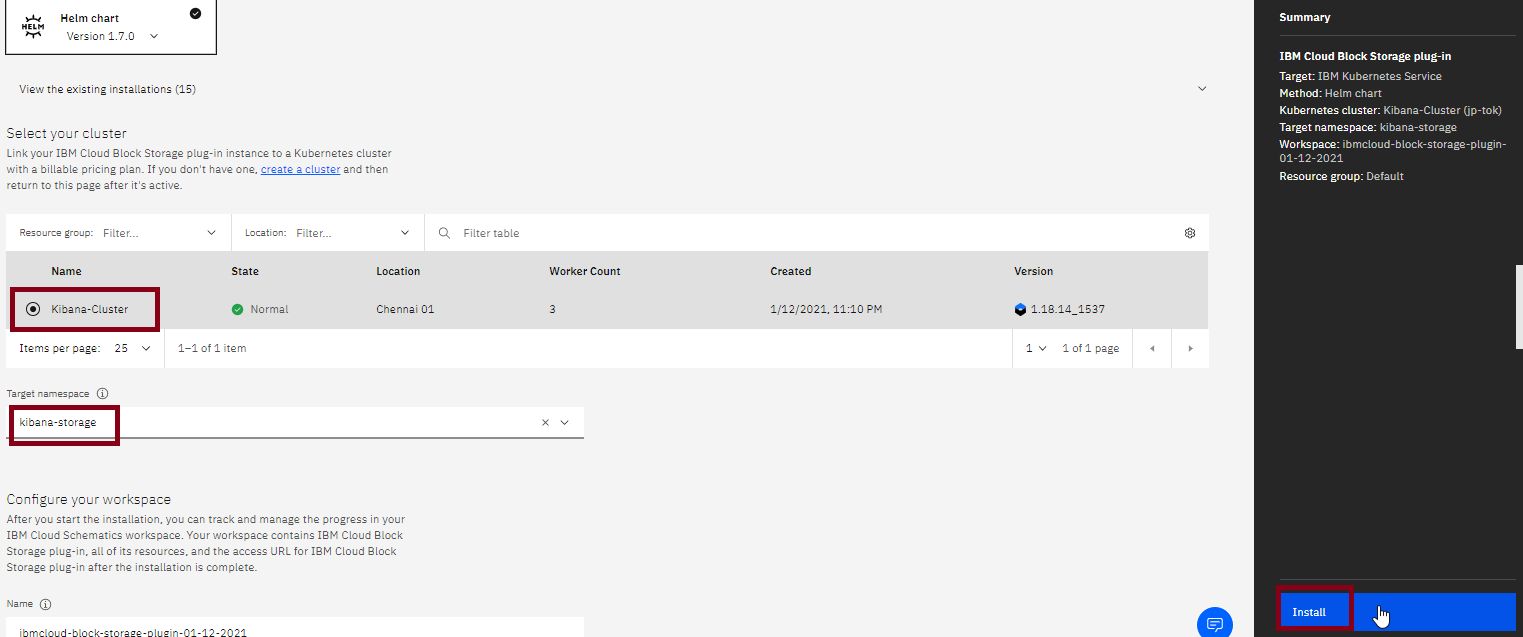 HELM
Helm chart
Version 1.7.0
View the existing installations (15)
Select your cluster
Link your IBM Cloud Block Storage plug-in instance to a Kubernetes cluster
with a billable pricing plan. If you don't have one, create a cluster and then
return to this page after it's active.
Resource group: Filter... Location: Filter... Filter table
Name State Location Worker Count Created Version
Kibana-Cluster Normal Chennai 01 3 1/12/2021, 11:10 PM 1.18.14_1537
Items per page: 25 1–1 of 1 item 1 1 of 1 page
Target namespace
kibana-storage
Configure your workspace
After you start the installation, you can track and manage the progress in your
IBM Cloud Schematics workspace. Your workspace contains IBM Cloud Block
Storage plug-in, all of its resources, and the access URL for IBM Cloud Block
Storage plug-in after the installation is complete.
Name
ibmcloud-block-storage-plugin-01-12-2021
Summary
IBM Cloud Block Storage plug-in
Target: IBM Kubernetes Service
Method: Helm chart
Kubernetes cluster: Kibana-Cluster (jp-tok)
Target namespace: kibana-storage
Workspace: ibmcloud-block-storage-plugin-
01-12-2021
Resource group: Default
Install